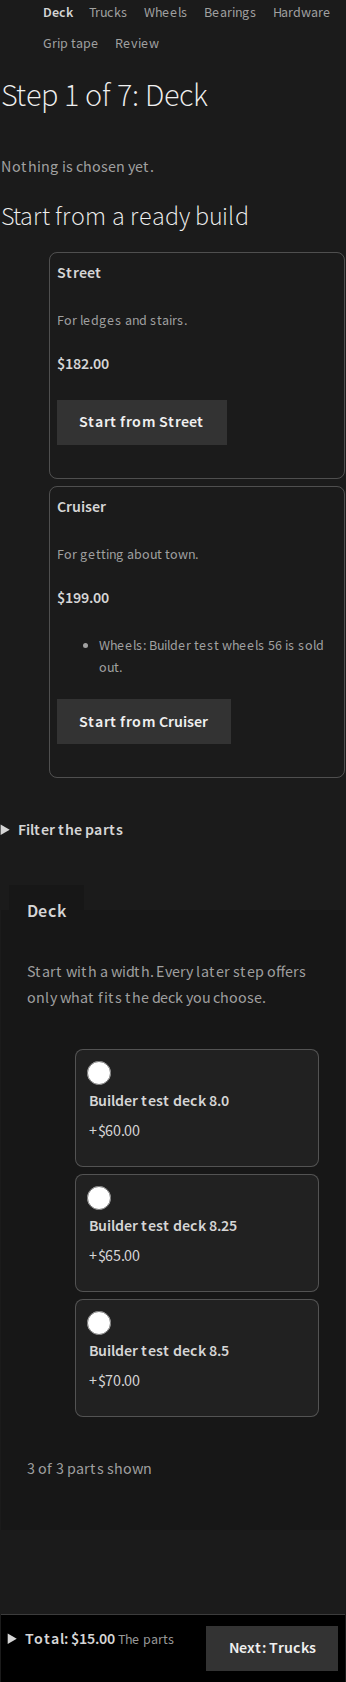 Deck Trucks Wheels Bearings Hardware
Grip tape Review
Step 1 of 7: Deck
Nothing is chosen yet.
Start from a ready build
Street
For ledges and stairs.
$182.00
Start from Street
Cruiser
For getting about town.
$199.00
Wheels: Builder test wheels 56 is sold
out.
Start from Cruiser
Filter the parts
Deck
Start with a width. Every later step offers
only what fits the deck you choose.
Builder test deck 8.0
+$60.00
Builder test deck 8.25
+$65.00
Builder test deck 8.5
+$70.00
3 of 3 parts shown
Total: $15.00 The parts
Next: Trucks